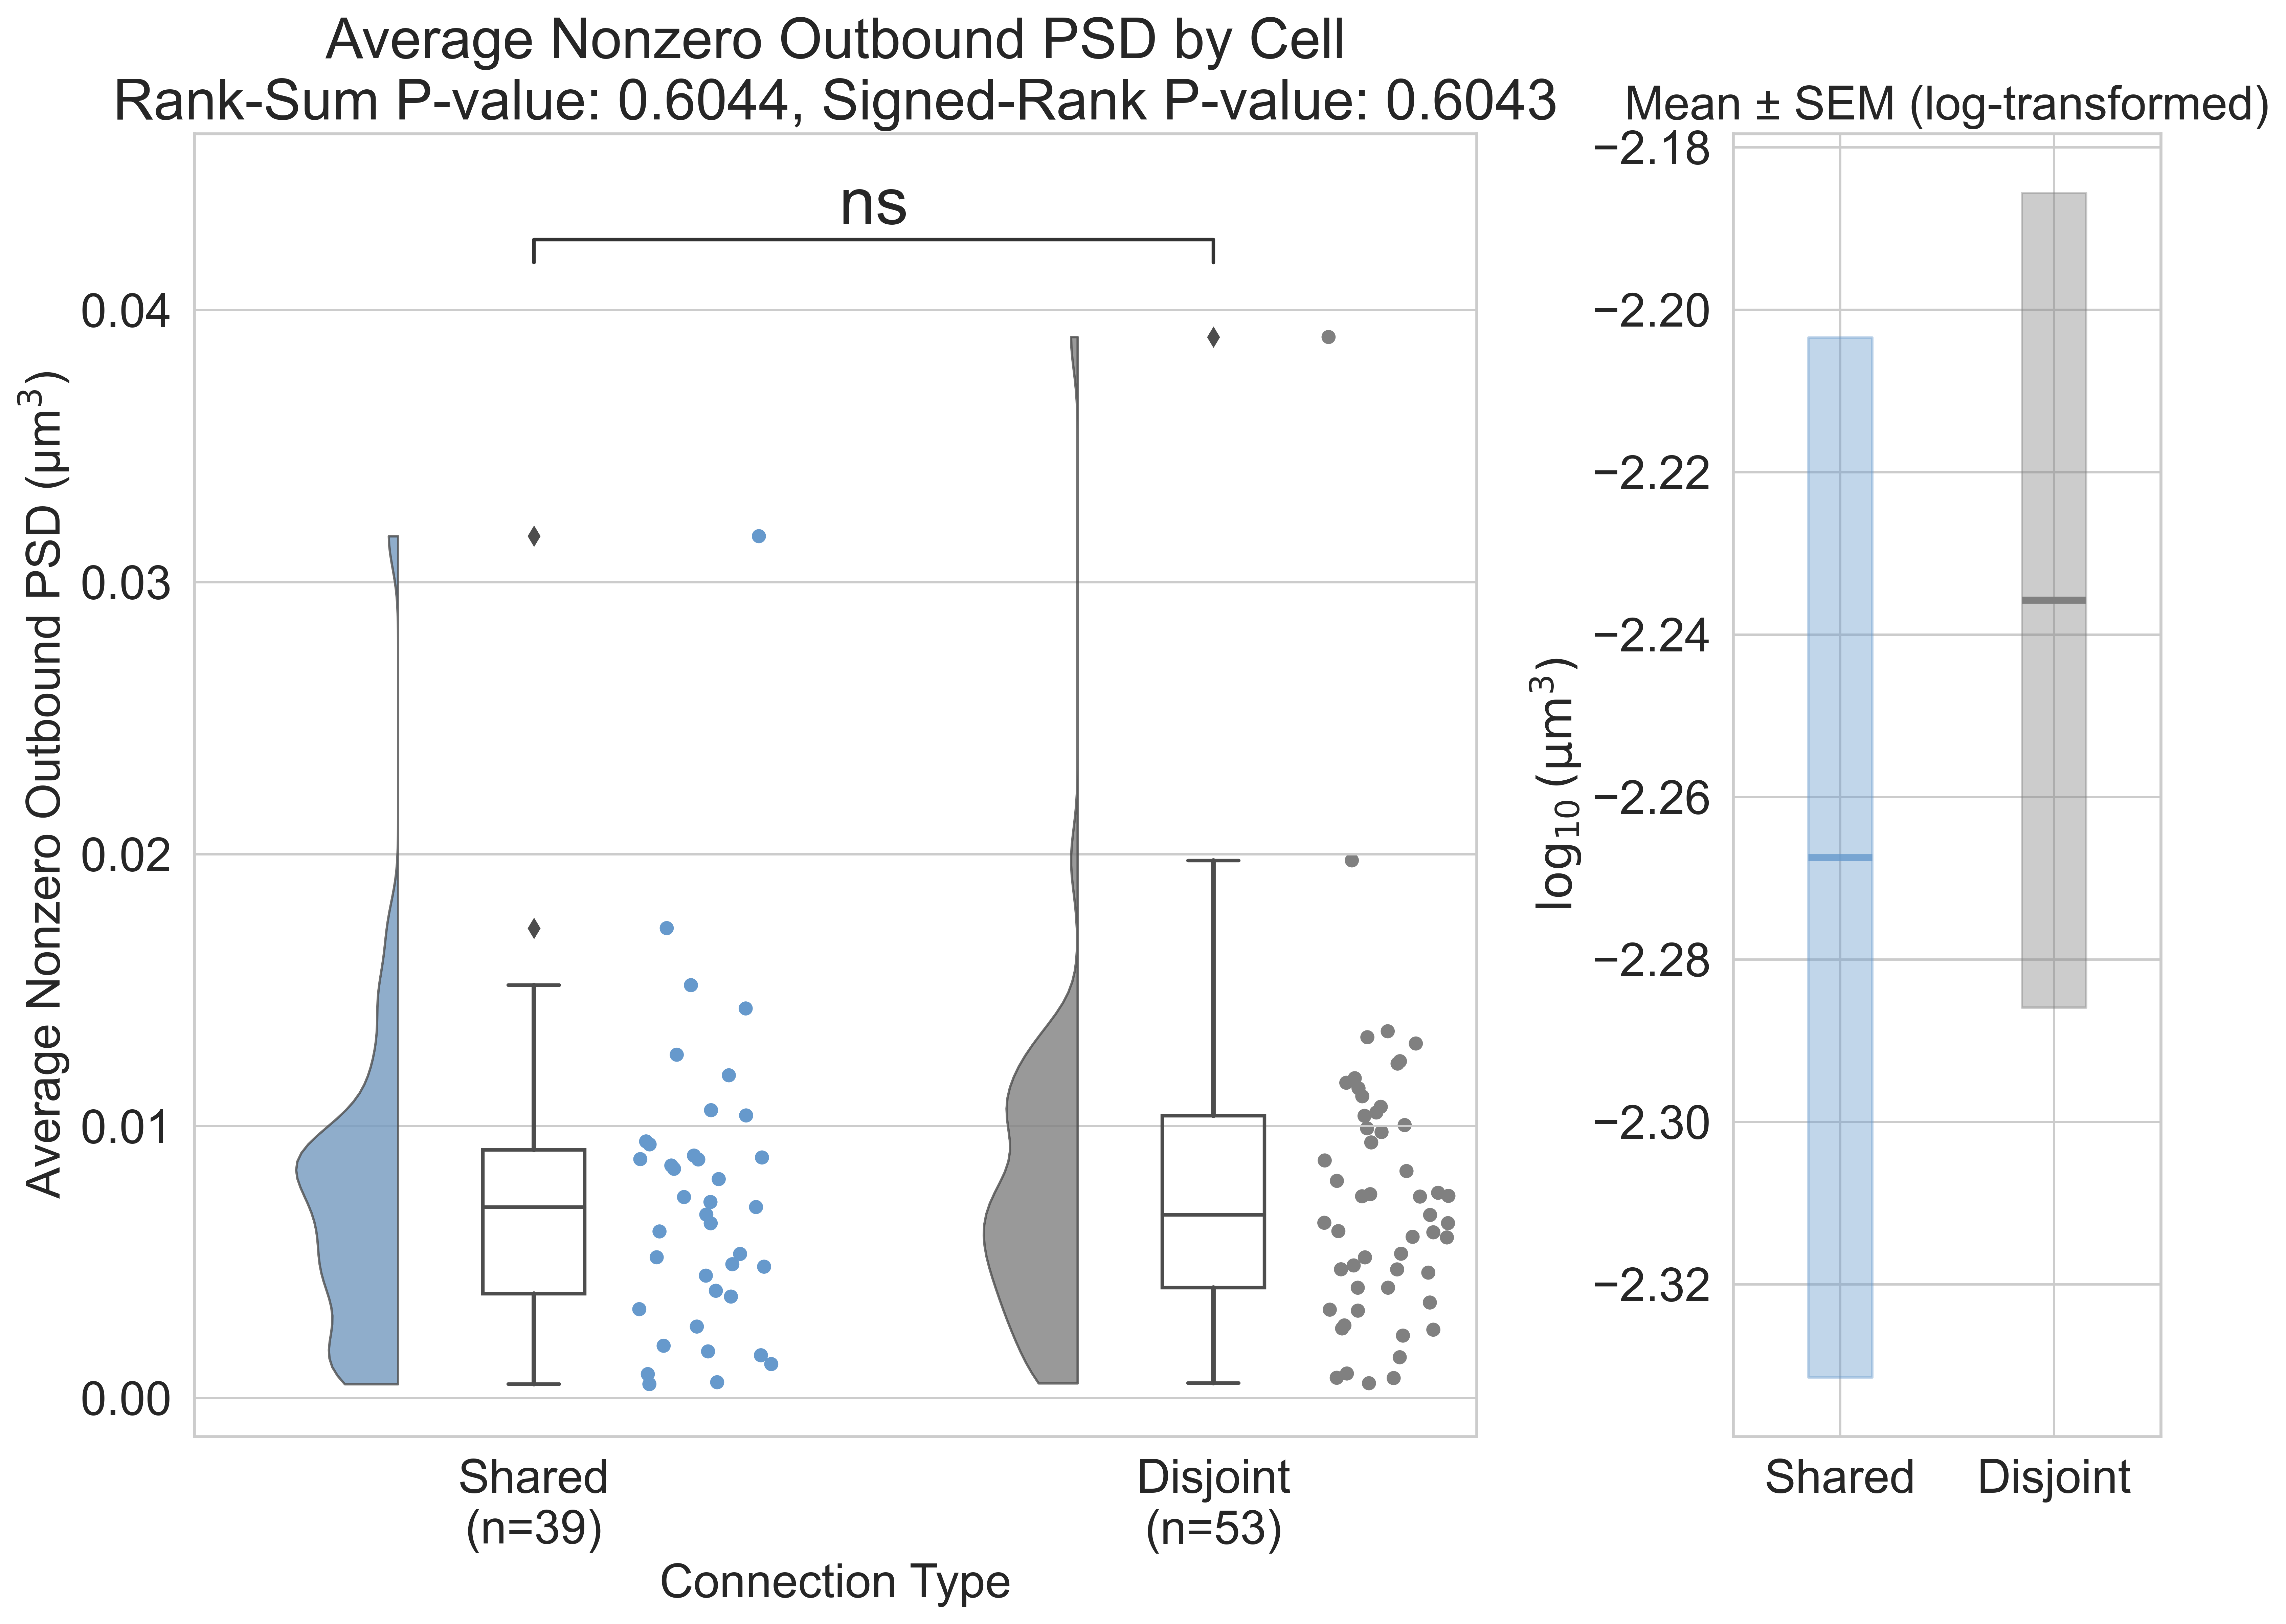 Average Nonzero Outbound PSD by Cell
Rank-Sum P-value: 0.6044, Signed-Rank P-value: 0.6043
ns
Average Nonzero Outbound PSD (μm³)
0.04
0.03
0.02
0.01
0.00
Shared
(n=39)
Disjoint
(n=53)
Connection Type
Mean ± SEM (log-transformed)
log₁₀ (μm³)
−2.18
−2.20
−2.22
−2.24
−2.26
−2.28
−2.30
−2.32
Shared
Disjoint